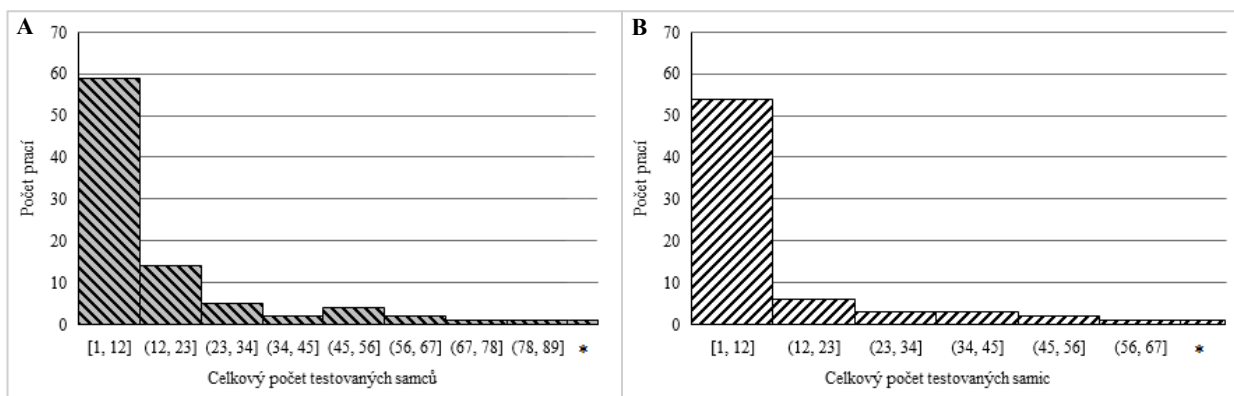 A
70
60
50
40
30
20
10
0
Počet prací
[1, 12] (12, 23] (23, 34] (34, 45] (45, 56] (56, 67] (67, 78] (78, 89] *
Celkový počet testovaných samců
B
70
60
50
40
30
20
10
0
Počet prací
[1, 12] (12, 23] (23, 34] (34, 45] (45, 56] (56, 67] *
Celkový počet testovaných samic